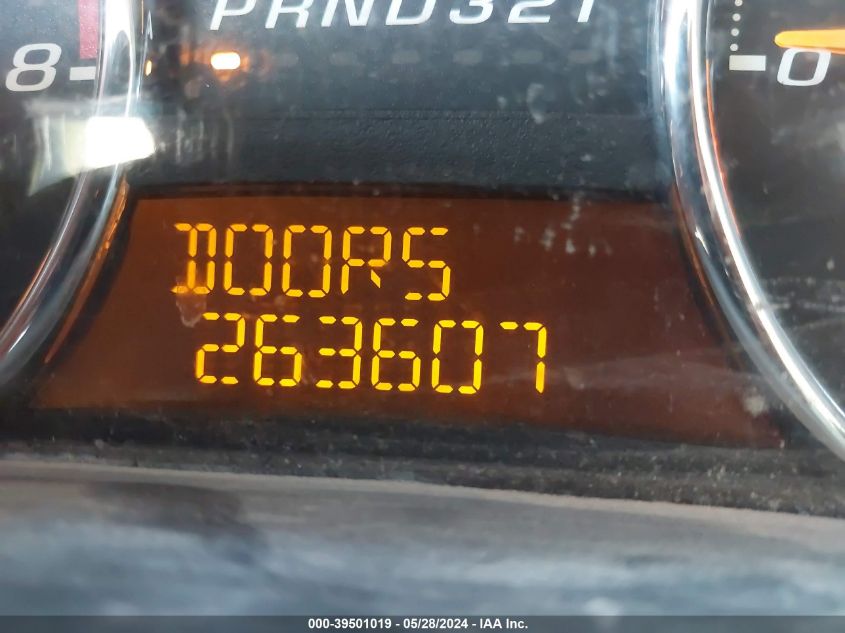 PRND321
8
0
DOORS
263607
000-39501019 - 05/28/2024 - IAA Inc.